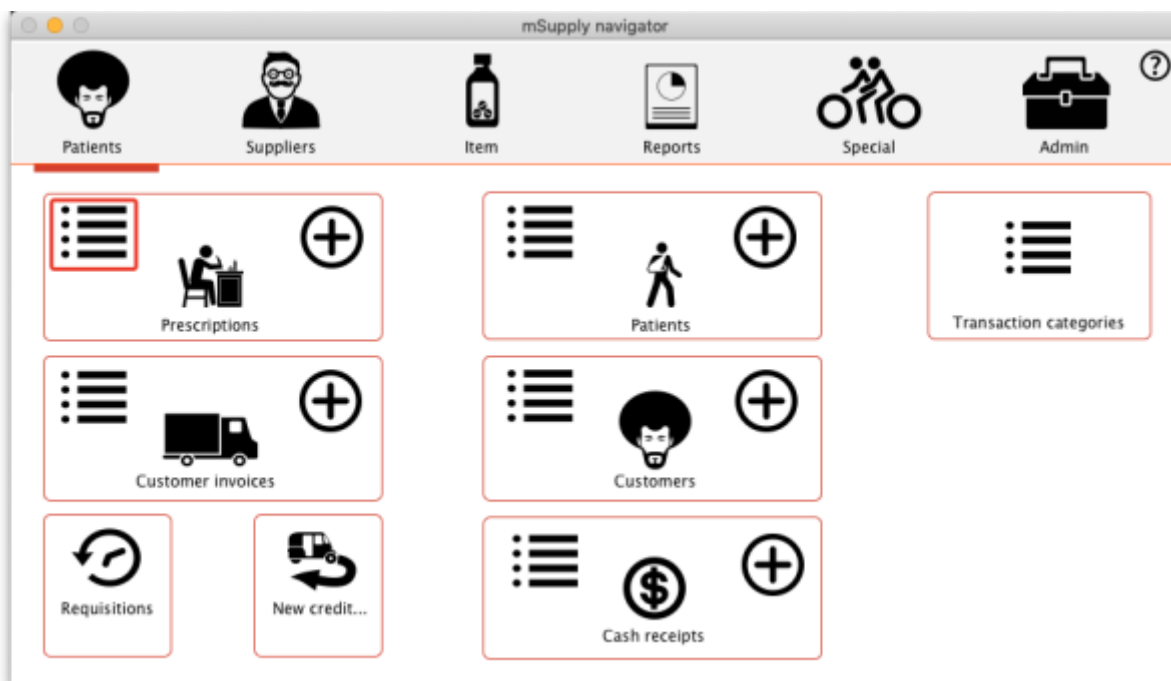 mSupply navigator
?
Patients
Suppliers
Item
Reports
Special
Admin
Prescriptions
Patients
Transaction categories
Customer invoices
Customers
Requisitions
New credit...
$
Cash receipts